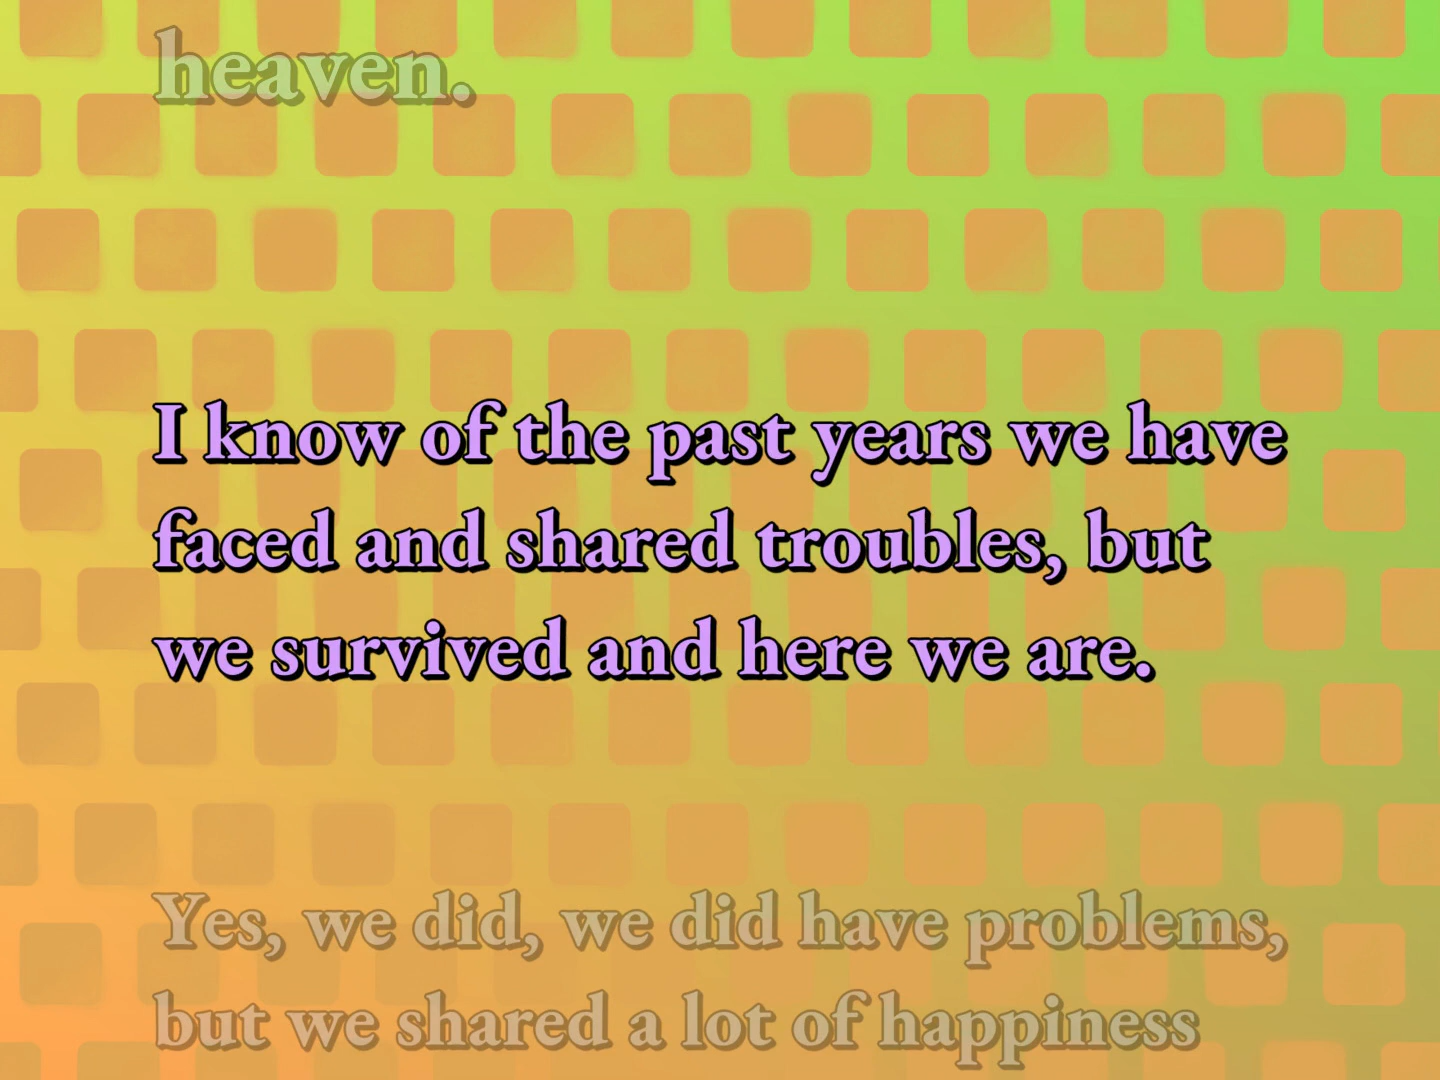 heaven.
I know of the past years we have
faced and shared troubles, but
we survived and here we are.
Yes, we did, we did have problems,
but we shared a lot of happiness